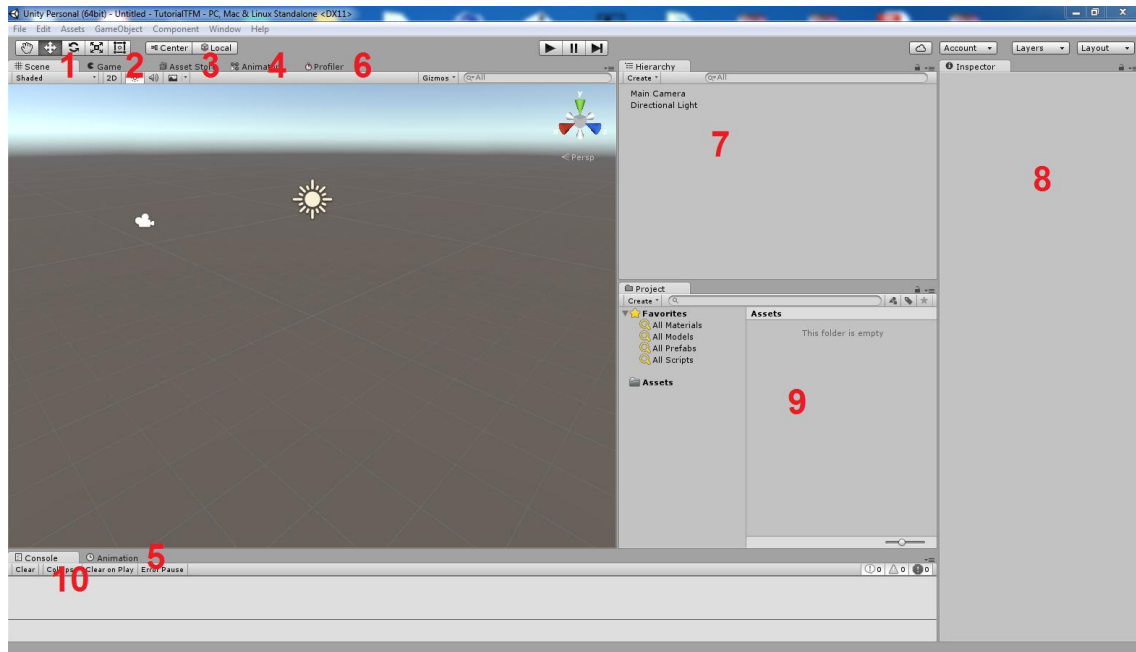 Unity Personal (64bit) - Untitled - TutorialTFM - PC, Mac & Linux Standalone <DX11>
File Edit Assets GameObject Component Window Help
Center Local Account Layers Layout
Scene 1 Game 2 Asset Store 3 4 Profiler 6
Shaded 2D Gizmos All
Hierarchy
Create All
Main Camera
Directional Light
7
Inspector
8
y
Persp
Project
Create
Favorites
All Materials
All Models
All Prefabs
All Scripts
Assets
Assets
This folder is empty
9
Console Animation 5
Clear Clear on Play Error Pause 0 0 0
10